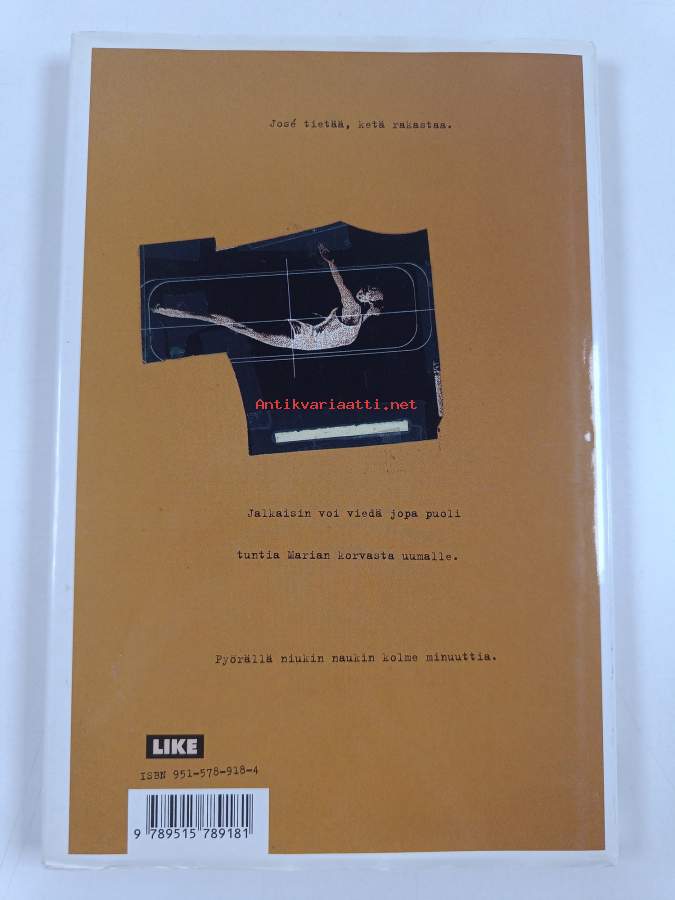 José tietää, ketä rakastaa.
Antikvariaatti.net
Jalkaisin voi viedä jopa puoli
tuntia Marian korvasta uumalle.
Pyörällä niukin naukin kolme minuuttia.
LIKE
ISBN 951-578-918-4
9 789515 789181